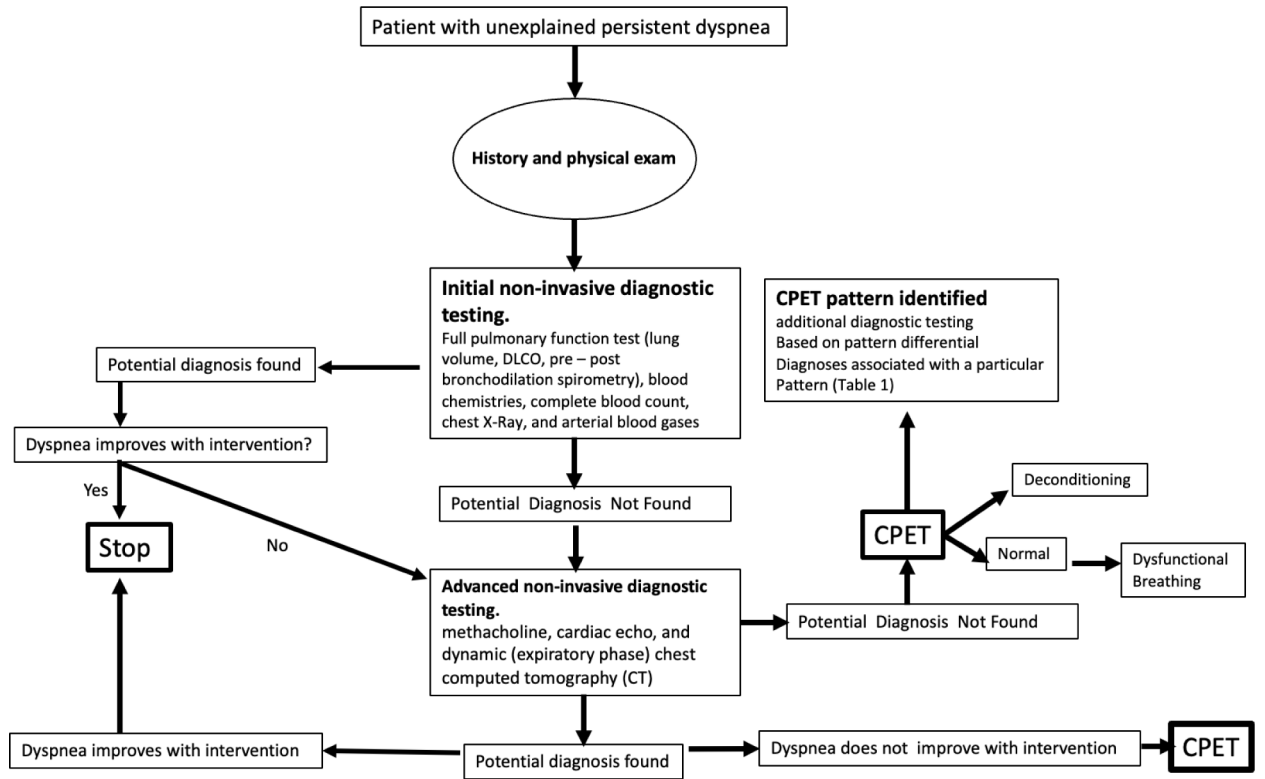 Patient with unexplained persistent dyspnea
History and physical exam
Initial non-invasive diagnostic
testing.
Full pulmonary function test (lung
volume, DLCO, pre – post
bronchodilation spirometry), blood
chemistries, complete blood count,
chest X-Ray, and arterial blood gases
CPET pattern identified
additional diagnostic testing
Based on pattern differential
Diagnoses associated with a particular
Pattern (Table 1)
Potential diagnosis found
Dyspnea improves with intervention?
Yes
No
Stop
Potential Diagnosis Not Found
Advanced non-invasive diagnostic
testing.
methacholine, cardiac echo, and
dynamic (expiratory phase) chest
computed tomography (CT)
Potential Diagnosis Not Found
CPET
Deconditioning
Normal
Dysfunctional
Breathing
Dyspnea improves with intervention
Potential diagnosis found
Dyspnea does not improve with intervention
CPET